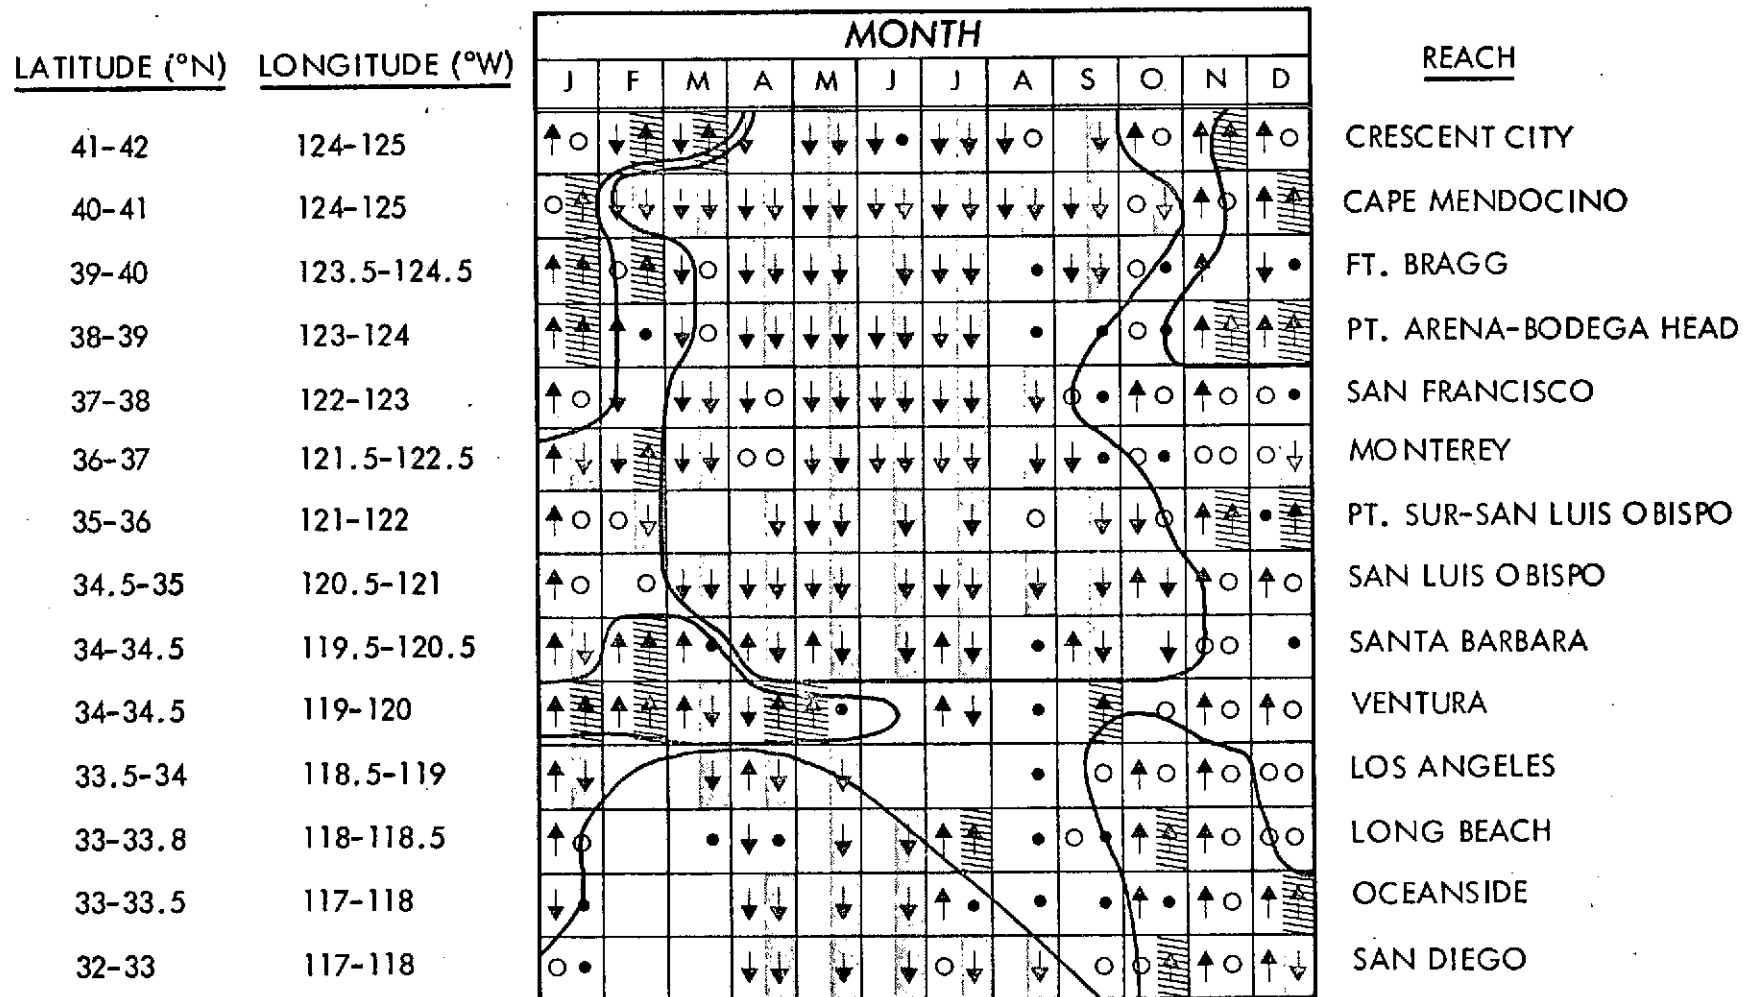 MONTH
LATITUDE (°N) LONGITUDE (°W) REACH
J F M A M J J A S O N D
41-42 124-125 CRESCENT CITY
40-41 124-125 CAPE MENDOCINO
39-40 123.5-124.5 FT. BRAGG
38-39 123-124 PT. ARENA-BODEGA HEAD
37-38 122-123 SAN FRANCISCO
36-37 121.5-122.5 MONTEREY
35-36 121-122 PT. SUR-SAN LUIS OBISPO
34.5-35 120.5-121 SAN LUIS OBISPO
34-34.5 119.5-120.5 SANTA BARBARA
34-34.5 119-120 VENTURA
33.5-34 118.5-119 LOS ANGELES
33-33.8 118-118.5 LONG BEACH
33-33.5 117-118 OCEANSIDE
32-33 117-118 SAN DIEGO